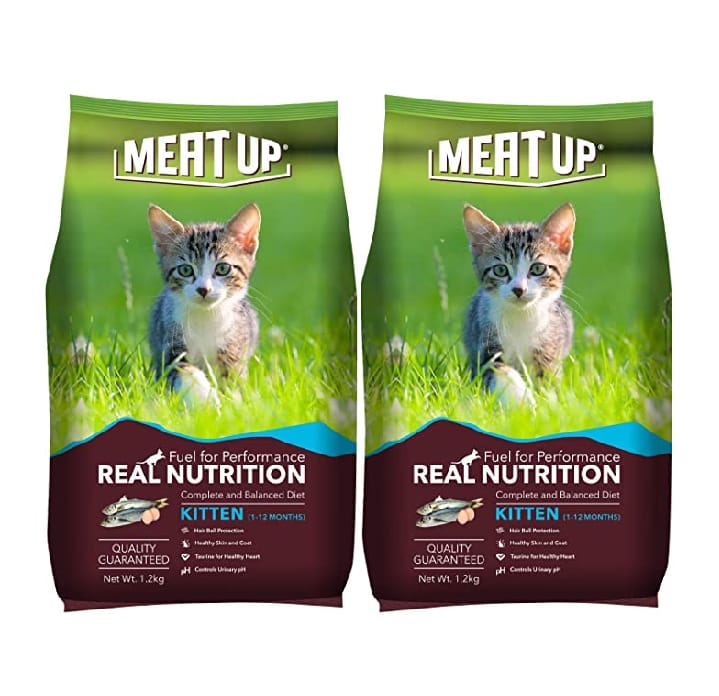 MEAT UP®
Fuel for Performance
REAL NUTRITION
Complete and Balanced Diet
KITTEN (1-12 MONTHS)
Hair Ball Protection
Healthy Skin and Coat
Taurine for Healthy Heart
pH Controls Urinary pH
QUALITY
GUARANTEED
Net Wt. 1.2kg
MEAT UP®
Fuel for Performance
REAL NUTRITION
Complete and Balanced Diet
KITTEN (1-12 MONTHS)
Hair Ball Protection
Healthy Skin and Coat
Taurine for Healthy Heart
pH Controls Urinary pH
QUALITY
GUARANTEED
Net Wt. 1.2kg